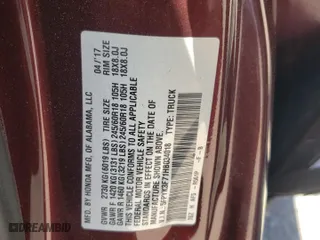 MFD. BY HONDA MFG. OF ALABAMA, LLC
04/17
TIRE SIZE RIM SIZE
GVWR 2730 KG (6019 LBS)
GAWR F 1420 KG (3131 LBS) 245/60R18 105H 18X8.0J
GAWR R 1460 KG (3219 LBS) 245/60R18 105H 18X8.0J
THIS VEHICLE CONFORMS TO ALL APPLICABLE
FEDERAL MOTOR VEHICLE SAFETY AND THEFT PREVENTION
STANDARDS IN EFFECT ON THE DATE OF
MANUFACTURE SHOWN ABOVE.
TYPE: TRUCK